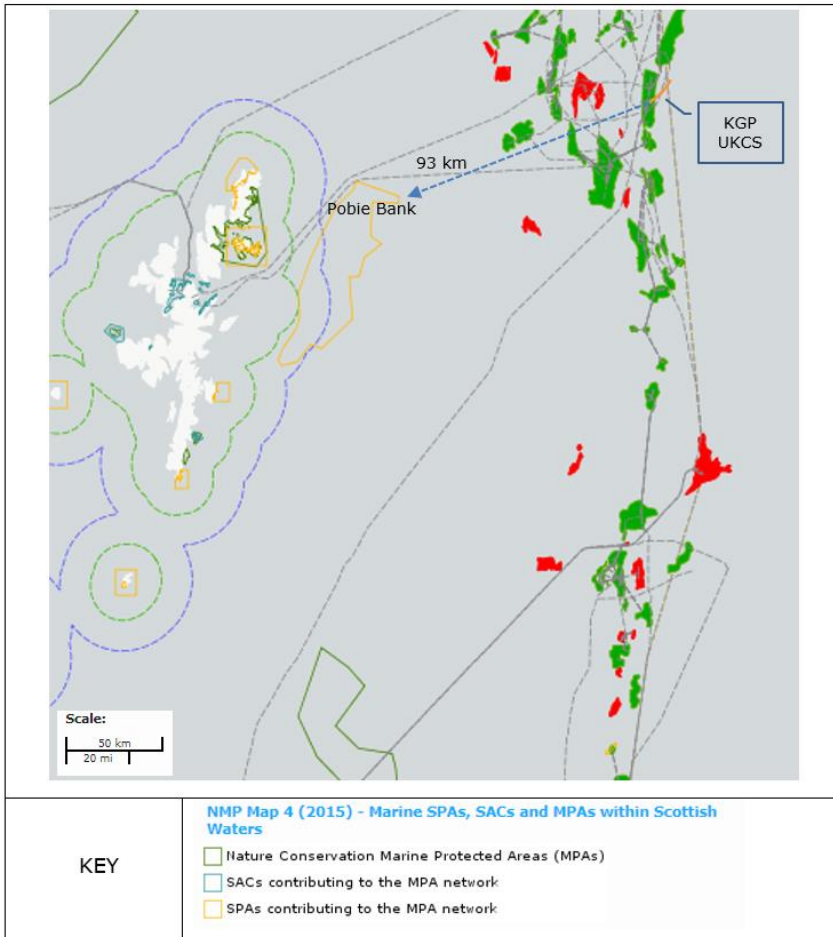 KGP
UKCS
93 km
Pobie Bank
Scale:
50 km
20 mi
KEY
NMP Map 4 (2015) - Marine SPAs, SACs and MPAs within Scottish
Waters
Nature Conservation Marine Protected Areas (MPAs)
SACs contributing to the MPA network
SPAs contributing to the MPA network